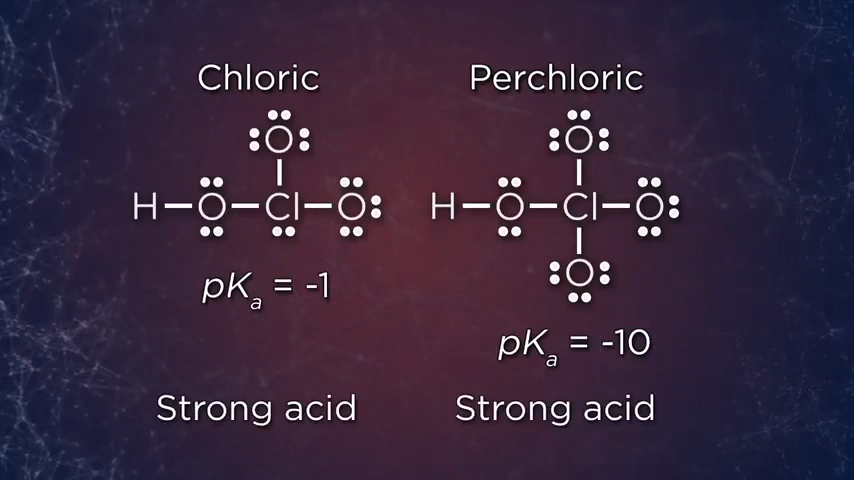 Chloric
Perchloric
O
O
H O Cl O
H O Cl O
O
pKa = -1
pKa = -10
Strong acid
Strong acid